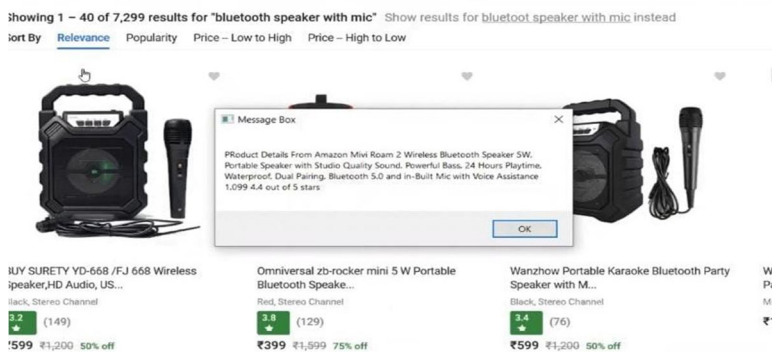 Showing 1 – 40 of 7,299 results for "bluetooth speaker with mic" Show results for bluetoot speaker with mic instead
Sort By Relevance Popularity Price -- Low to High Price -- High to Low
Message Box
PRoduct Details From Amazon Mivi Roam 2 Wireless Bluetooth Speaker 5W,
Portable Speaker with Studio Quality Sound, Powerful Bass, 24 Hours Playtime,
Waterproof, Dual Pairing, Bluetooth 5.0 and in-Built Mic with Voice Assistance
1,099 4.4 out of 5 stars
OK
BUY SURETY YD-668 /FJ 668 Wireless
Speaker,HD Audio, US...
Black, Stereo Channel
3.2 (149)
₹599 ₹1,200 50% off
Omniversal zb-rocker mini 5 W Portable
Bluetooth Speake...
Red, Stereo Channel
3.8 (129)
₹399 ₹1,599 75% off
Wanzhow Portable Karaoke Bluetooth Party
Speaker with M...
Black, Stereo Channel
3.4 (76)
₹599 ₹1,200 50% off